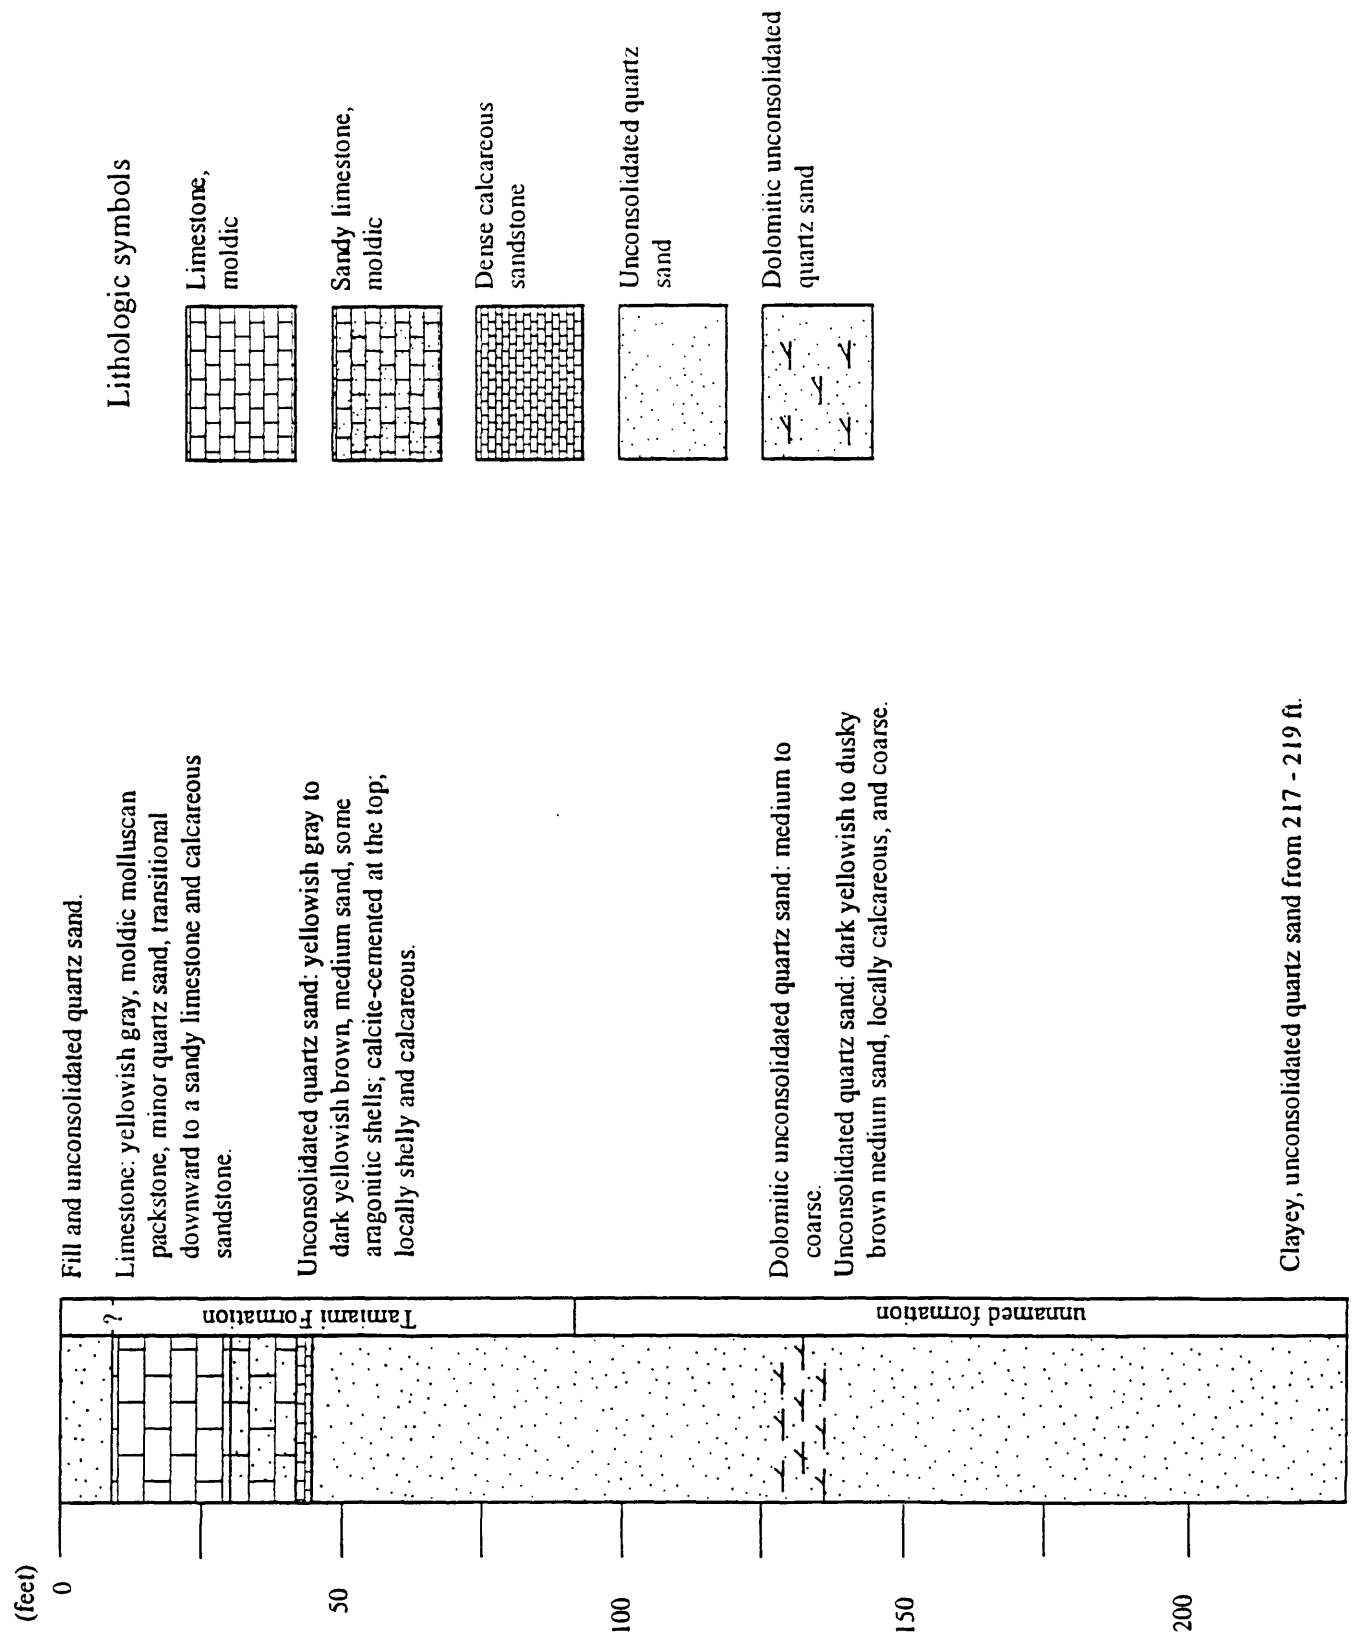 (feet)
0
50
100
150
200
?
Tamiami Formation
unnamed formation
Fill and unconsolidated quartz sand.
Limestone: yellowish gray, moldic molluscan
packstone, minor quartz sand, transitional
downward to a sandy limestone and calcareous
sandstone.
Unconsolidated quartz sand: yellowish gray to
dark yellowish brown, medium sand, some
aragonitic shells; calcite-cemented at the top;
locally shelly and calcareous.
Dolomitic unconsolidated quartz sand: medium to
coarse.
Unconsolidated quartz sand: dark yellowish to dusky
brown medium sand, locally calcareous, and coarse.
Clayey, unconsolidated quartz sand from 217 - 219 ft.
Lithologic symbols
Limestone,
moldic
Sandy limestone,
moldic
Dense calcareous
sandstone
Unconsolidated quartz
sand
Dolomitic unconsolidated
quartz sand